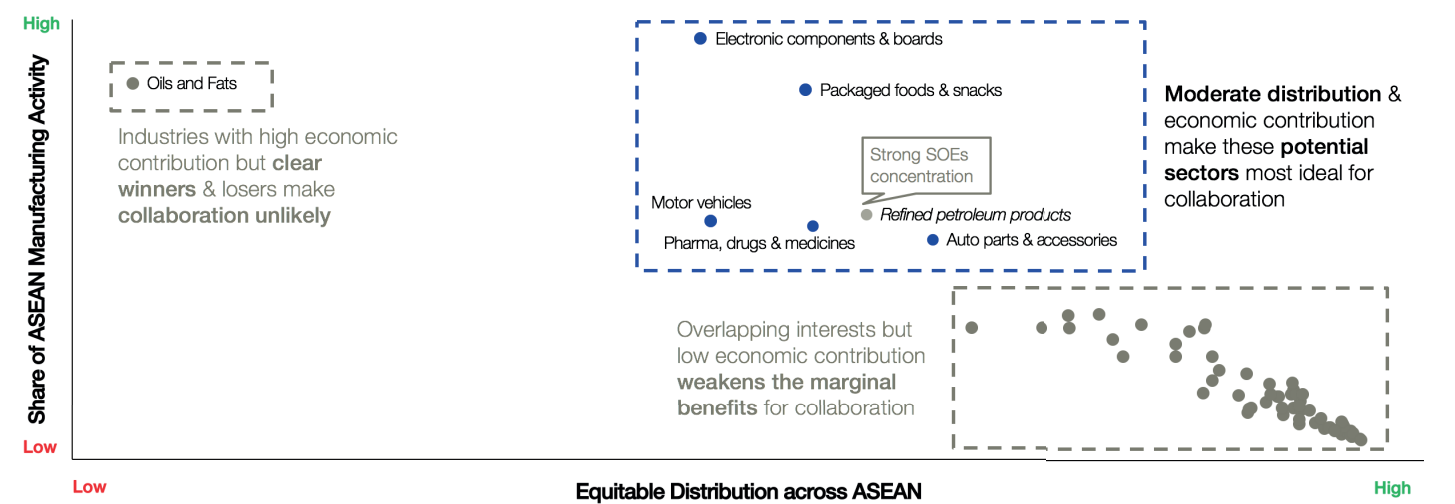 High
Share of ASEAN Manufacturing Activity
Low
Oils and Fats
Industries with high economic
contribution but clear
winners & losers make
collaboration unlikely
Electronic components & boards
Packaged foods & snacks
Strong SOEs
concentration
Motor vehicles
Refined petroleum products
Pharma, drugs & medicines
Auto parts & accessories
Moderate distribution &
economic contribution
make these potential
sectors most ideal for
collaboration
Overlapping interests but
low economic contribution
weakens the marginal
benefits for collaboration
Low
Equitable Distribution across ASEAN
High